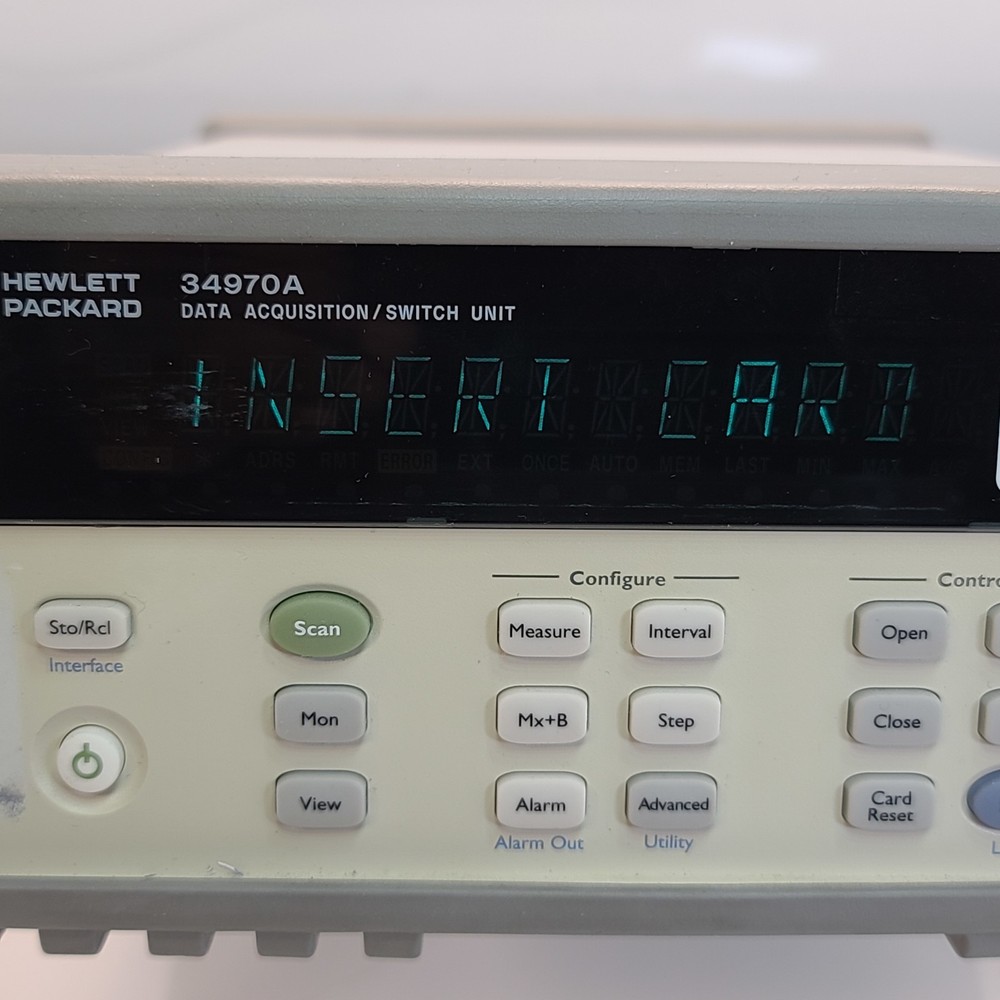 HEWLETT
PACKARD
34970A
DATA ACQUISITION/SWITCH UNIT
INSERT CARD
ADRS RMT ERROR EXT ONCE AUTO MEM LAST MIN MAX
Configure
Sto/Rcl
Interface
Scan
Measure
Interval
Open
Mon
Mx+B
Step
Close
View
Alarm
Advanced
Card
Reset
Alarm Out
Utility